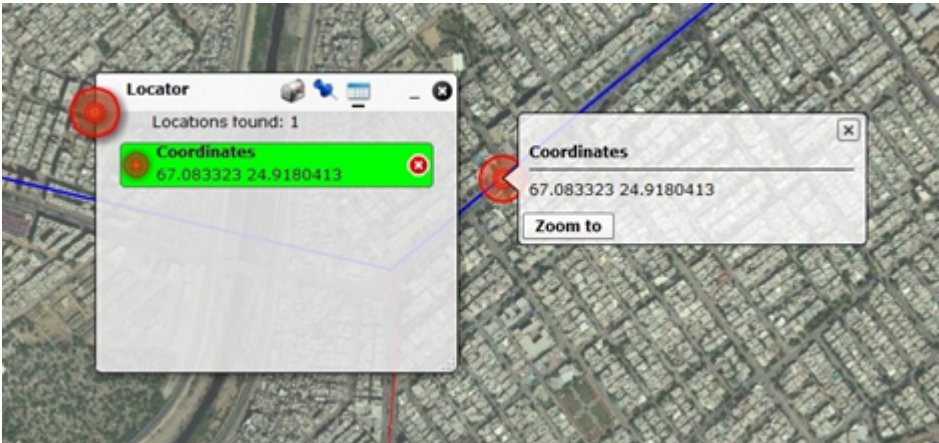 Locator
Locations found: 1
Coordinates
67.083323 24.9180413
Coordinates
67.083323 24.9180413
Zoom to